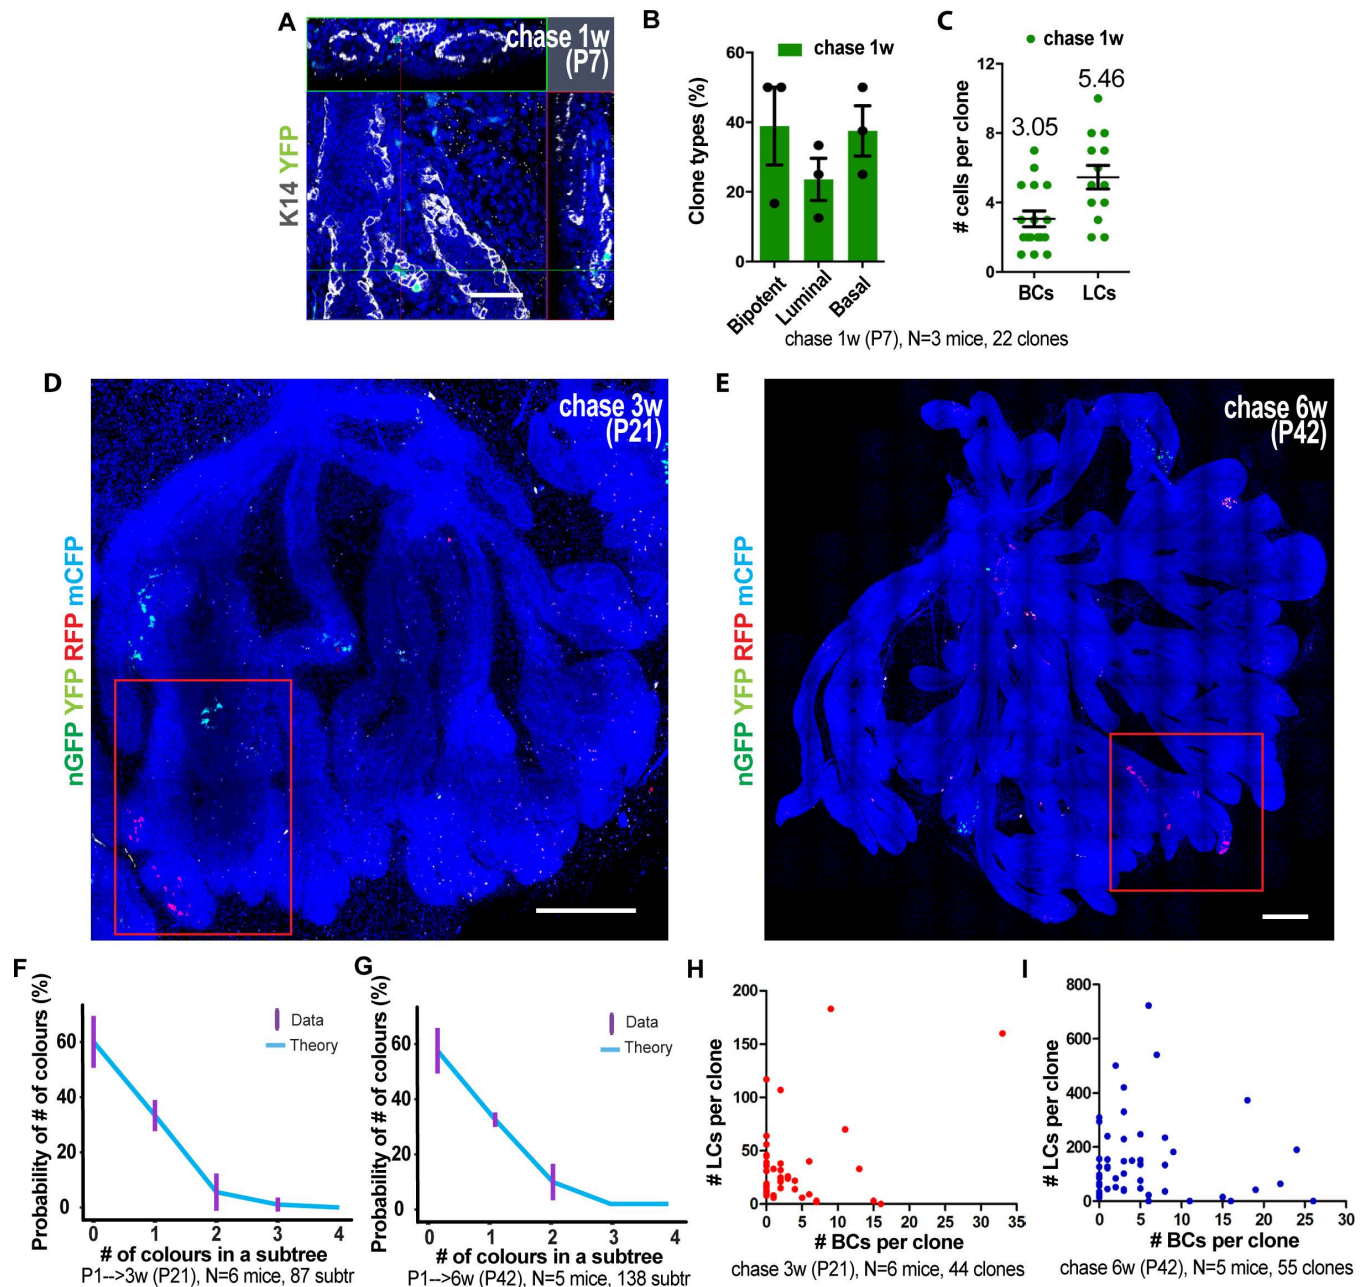 A
chase 1w
(P7)
K14 YFP
B
chase 1w
Clone types (%)
60
40
20
0
Bipotent
Luminal
Basal
C
chase 1w
# cells per clone
12
8
4
0
3.05
5.46
BCs
LCs
chase 1w (P7), N=3 mice, 22 clones
D
chase 3w
(P21)
nGFP YFP RFP mCFP
E
chase 6w
(P42)
nGFP YFP RFP mCFP
F
Probability of # of colours (%)
60
40
20
0
Data
Theory
0 1 2 3 4
# of colours in a subtree
P1-->3w (P21), N=6 mice, 87 subtr
G
Probability of # of colours (%)
60
40
20
0
Data
Theory
0 1 2 3 4
# of colours in a subtree
P1-->6w (P42), N=5 mice, 138 subtr
H
# LCs per clone
200
150
100
50
0
0 5 10 15 20 25 30 35
# BCs per clone
chase 3w (P21), N=6 mice, 44 clones
I
# LCs per clone
800
600
400
200
0
0 5 10 15 20 25 30
# BCs per clone
chase 6w (P42), N=5 mice, 55 clones